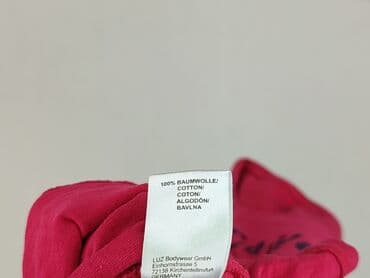 100% BAUMWOLLE/
COTTON/
COTON/
ALGODÓN/
BAVLNA
LUZ Bodywear GmbH
Einhornstrasse 5
72138 Kirchentellinsfurt
GERMANY